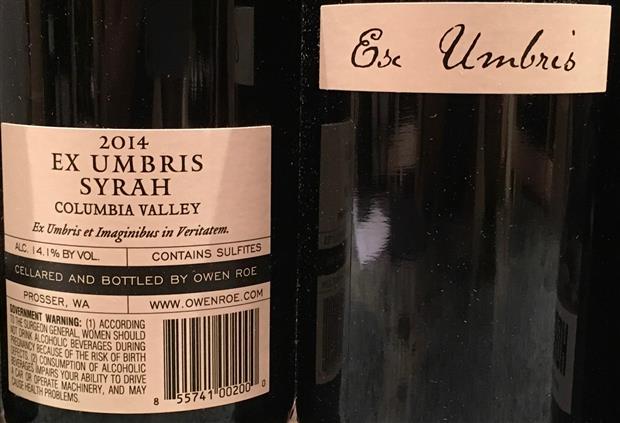 2014
EX UMBRIS
SYRAH
COLUMBIA VALLEY
Ex Umbris et Imaginibus in Veritatem.
ALC. 14.1% BY VOL.
CONTAINS SULFITES
CELLARED AND BOTTLED BY OWEN ROE
PROSSER, WA
WWW.OWENROE.COM
GOVERNMENT WARNING: (1) ACCORDING
TO THE SURGEON GENERAL, WOMEN SHOULD
NOT DRINK ALCOHOLIC BEVERAGES DURING
PREGNANCY BECAUSE OF THE RISK OF BIRTH
DEFECTS. (2) CONSUMPTION OF ALCOHOLIC
BEVERAGES IMPAIRS YOUR ABILITY TO DRIVE
A CAR OR OPERATE MACHINERY, AND MAY
CAUSE HEALTH PROBLEMS.
8 55741 00200 0
Ex Umbris